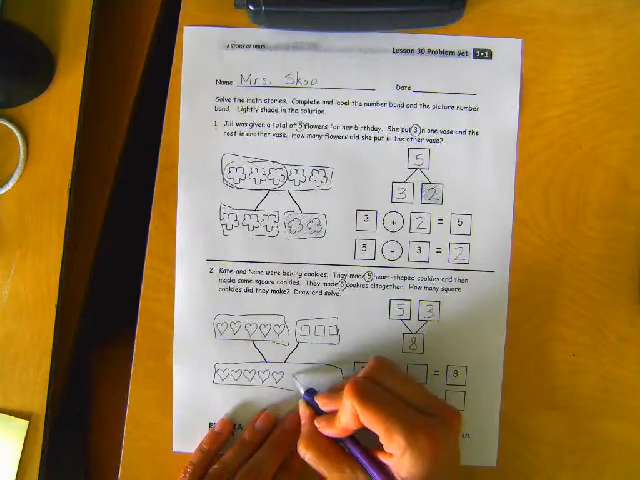 Lesson 30 Problem Set 1•1
Name Mrs. Skop Date
Solve the math stories. Complete and label the number bond and the picture number
bond. Lightly shade in the solution.
1. Jill was given a total of 5 flowers for her birthday. She put 3 in one vase and the
rest in another vase. How many flowers did she put in the other vase?
5
3 2
3 + 2 = 5
5 - 3 = 2
2. Kate and Nana were baking cookies. They made 5 heart-shaped cookies and then
made some square cookies. They made 8 cookies altogether. How many square
cookies did they make? Draw and solve.
5 3
8
= 8